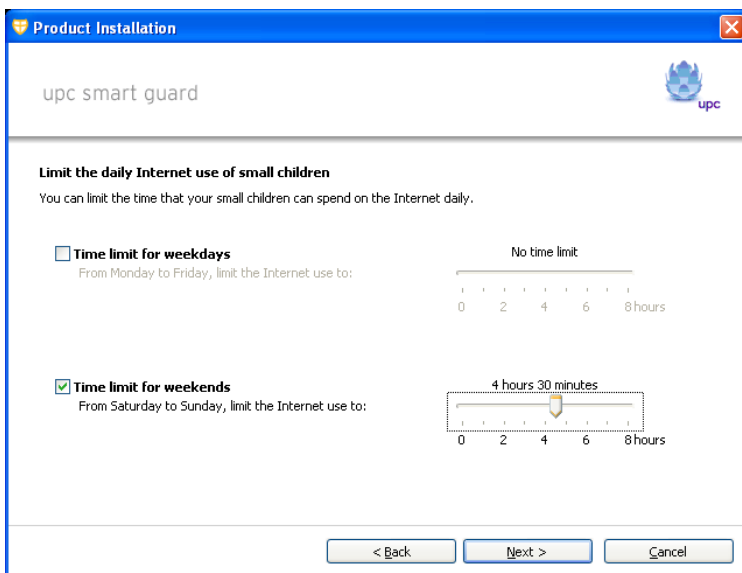 Product Installation
upc smart guard
upc
Limit the daily Internet use of small children
You can limit the time that your small children can spend on the Internet daily.
Time limit for weekdays
From Monday to Friday, limit the Internet use to:
No time limit
0 2 4 6 8 hours
Time limit for weekends
From Saturday to Sunday, limit the Internet use to:
4 hours 30 minutes
0 2 4 6 8 hours
< Back Next > Cancel